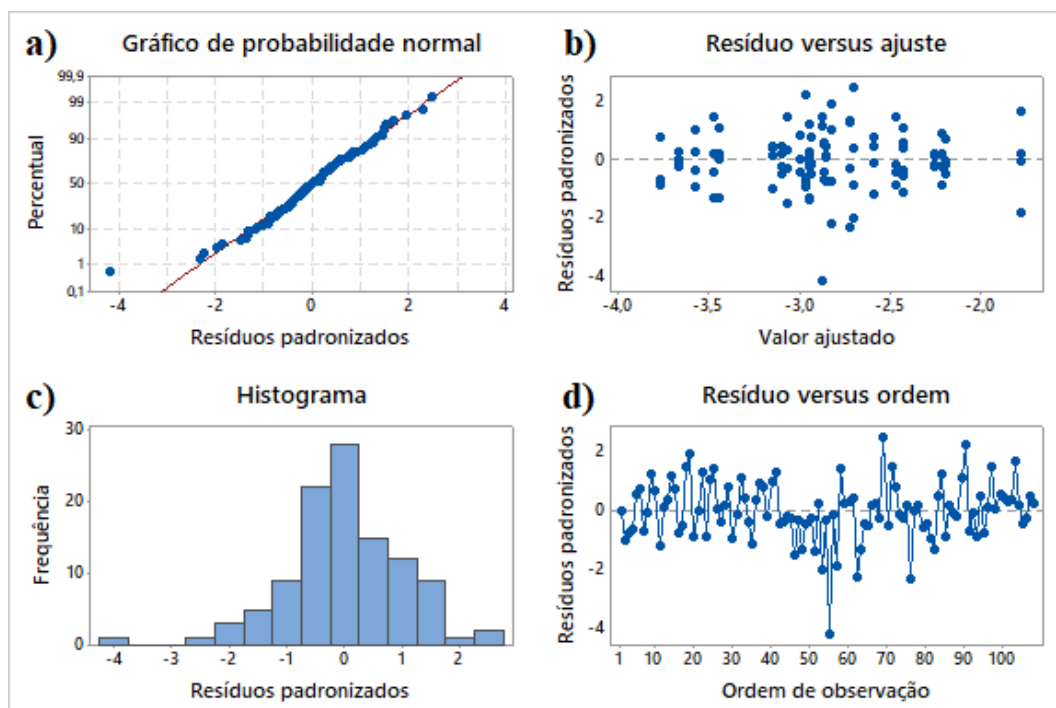 a) Gráfico de probabilidade normal
99,9
99
90
50
10
1
0,1
Percentual
-4 -2 0 2 4
Resíduos padronizados
b) Resíduo versus ajuste
2
0
-2
-4
Resíduos padronizados
-4,0 -3,5 -3,0 -2,5 -2,0
Valor ajustado
c) Histograma
30
20
10
0
Frequência
-4 -3 -2 -1 0 1 2
Resíduos padronizados
d) Resíduo versus ordem
2
0
-2
-4
Resíduos padronizados
1 10 20 30 40 50 60 70 80 90 100
Ordem de observação